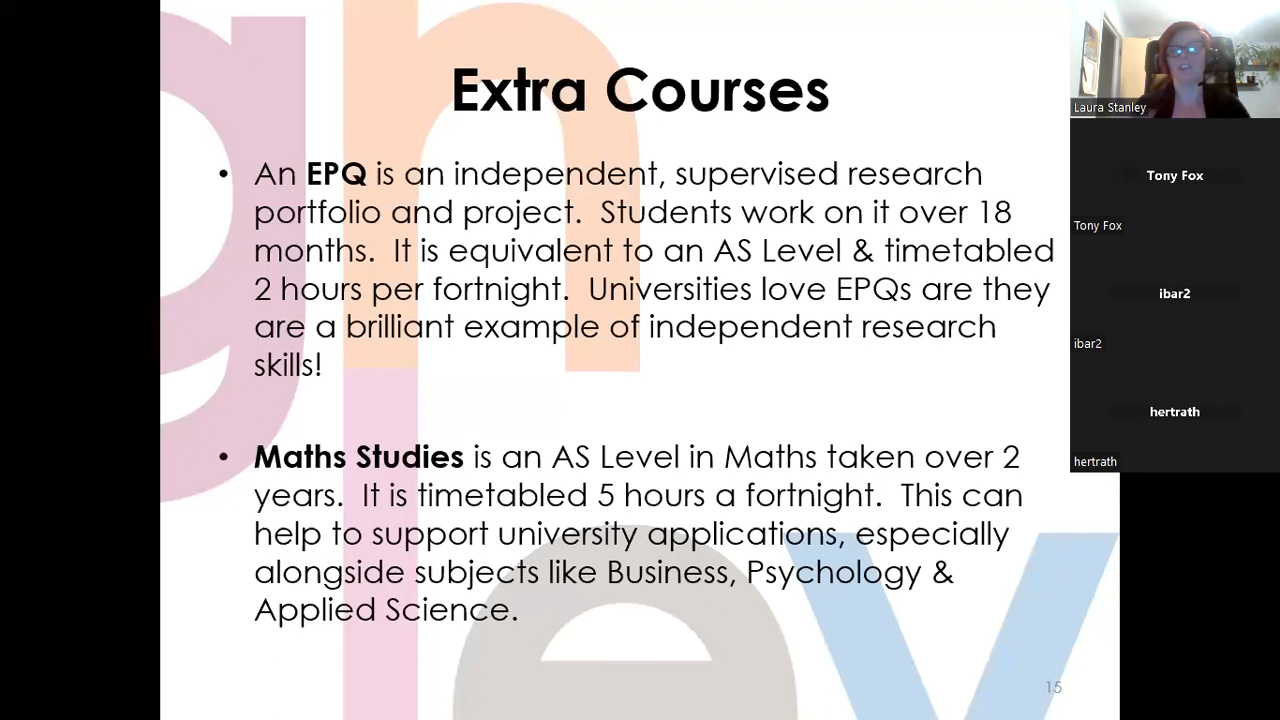 Extra Courses
• An EPQ is an independent, supervised research
portfolio and project. Students work on it over 18
months. It is equivalent to an AS Level & timetabled
2 hours per fortnight. Universities love EPQs are they
are a brilliant example of independent research
skills!
• Maths Studies is an AS Level in Maths taken over 2
years. It is timetabled 5 hours a fortnight. This can
help to support university applications, especially
alongside subjects like Business, Psychology &
Applied Science.
15
Laura Stanley
Tony Fox
Tony Fox
ibar2
ibar2
hertrath
hertrath